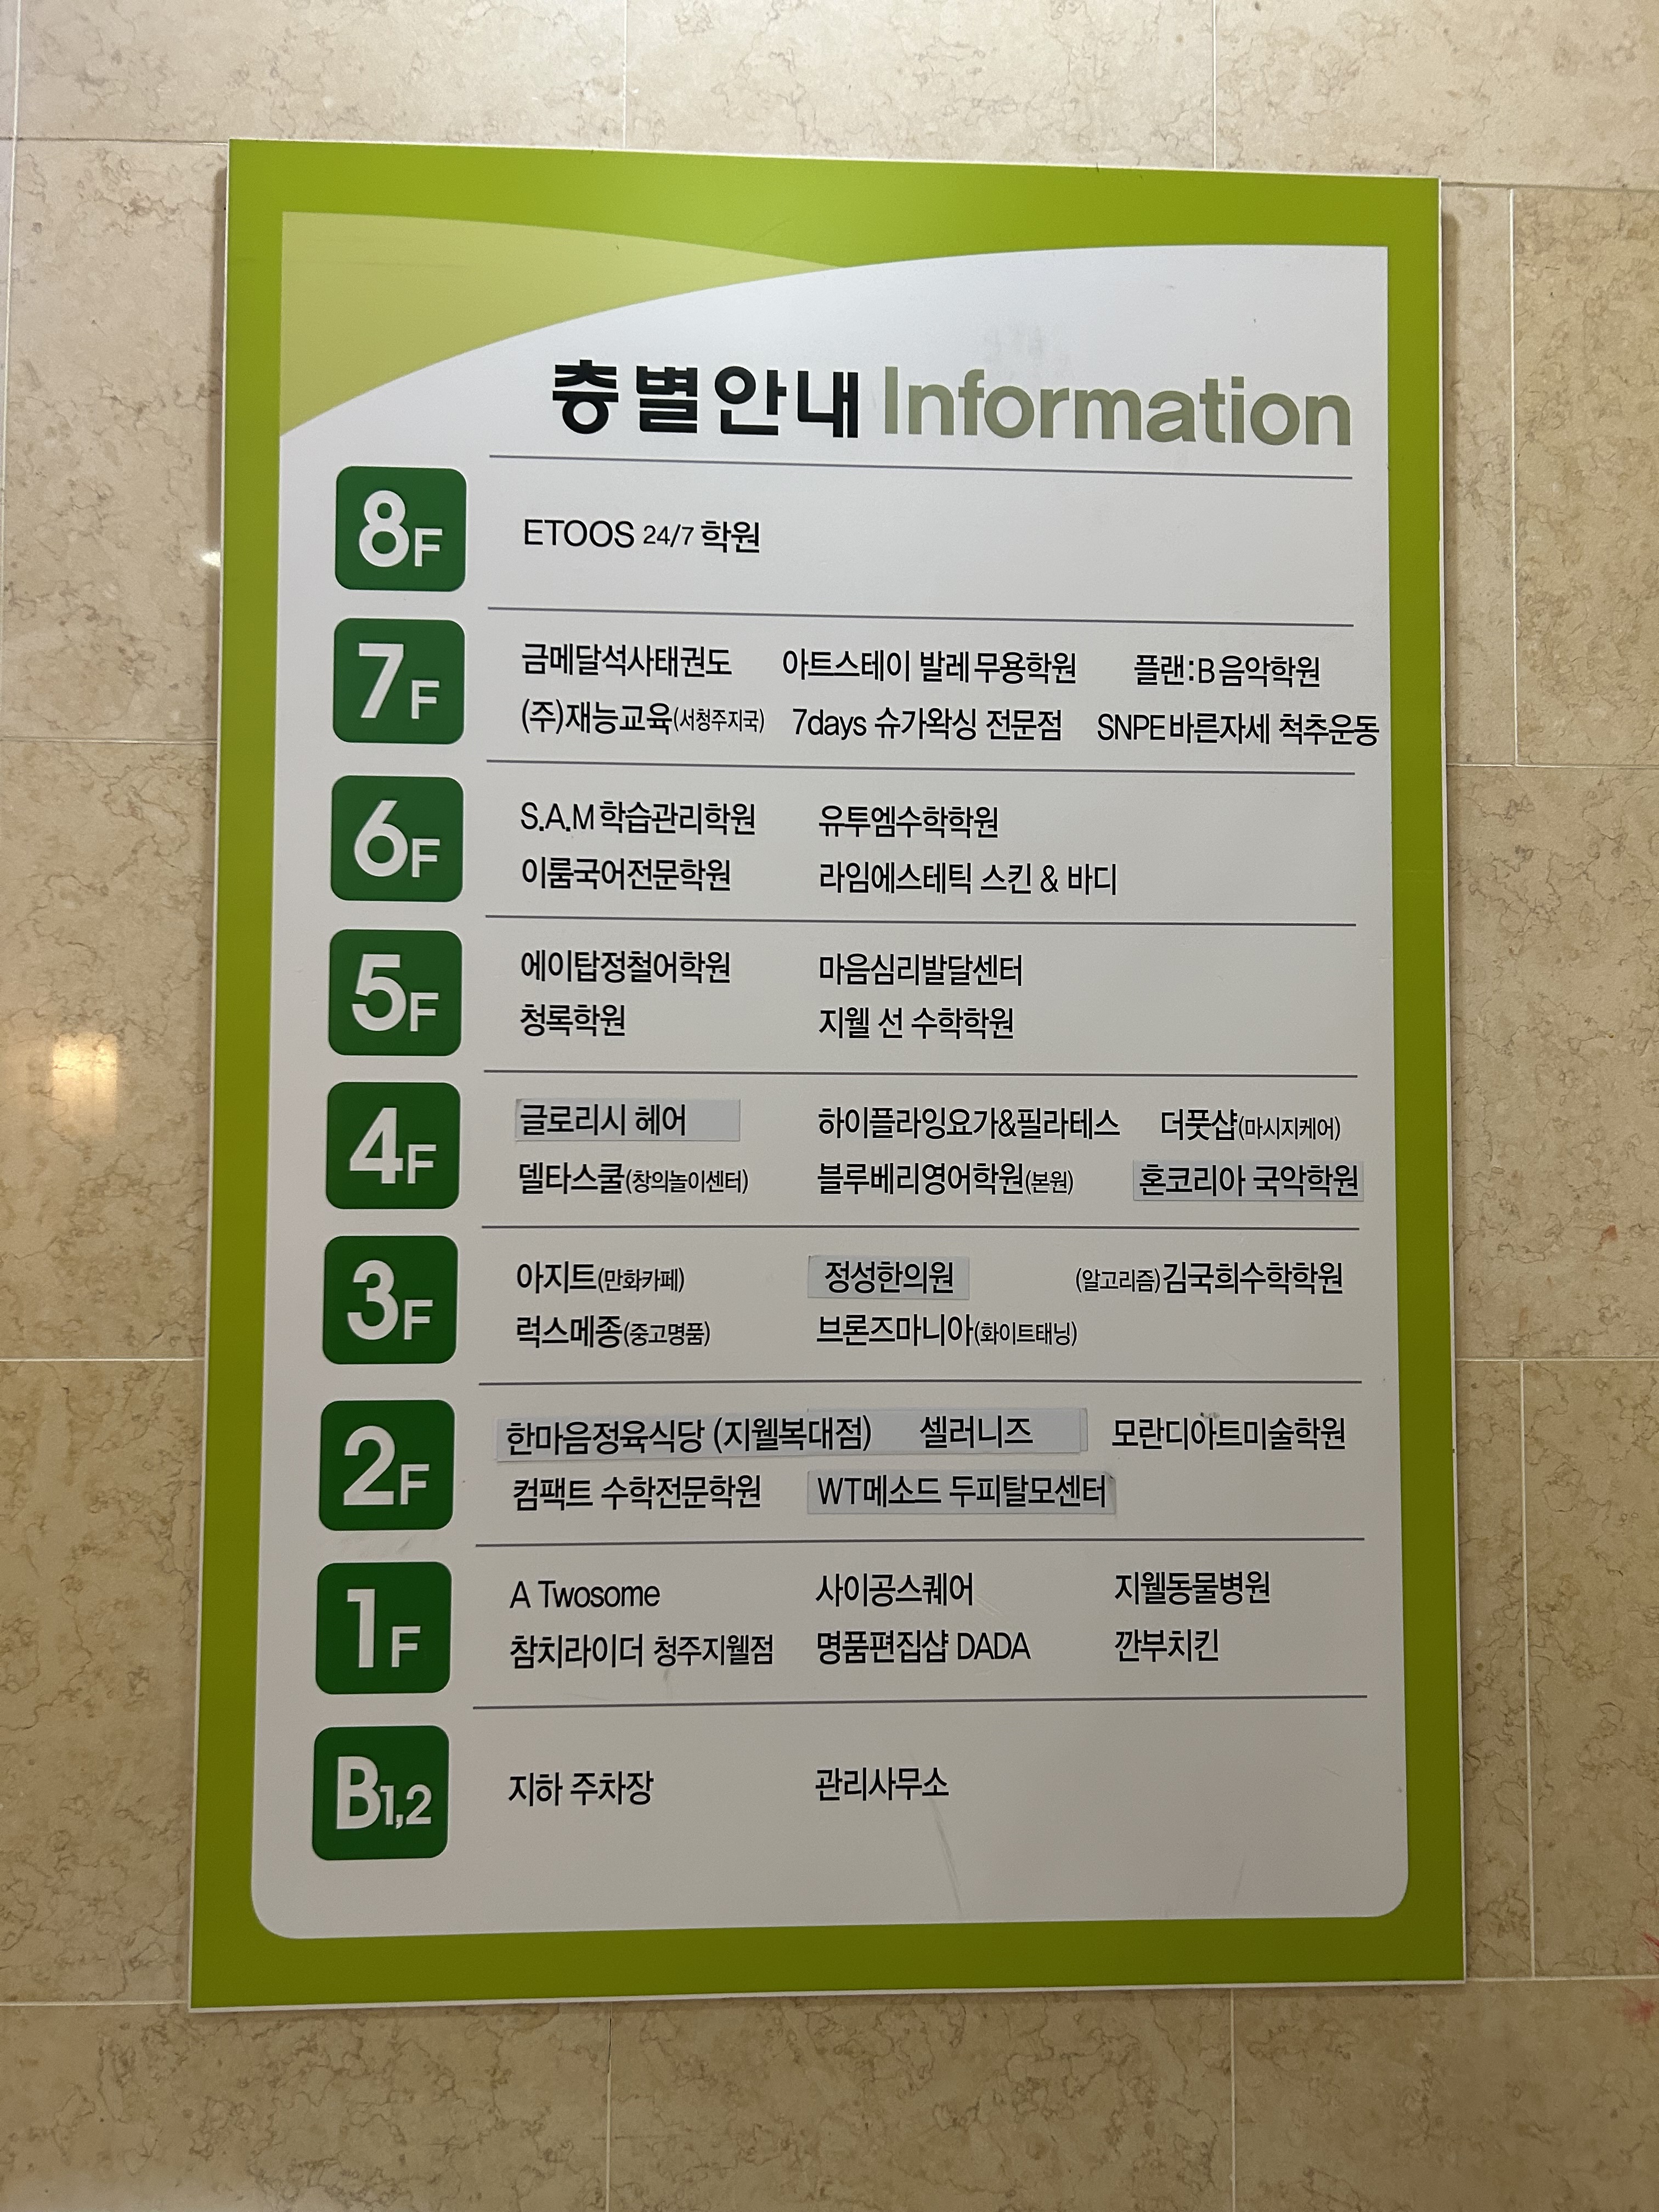 층별안내 Information
8F
ETOOS 24/7 학원
7F
금메달석사태권도 아트스테이 발레 무용학원 플랜:B 음악학원
(주)재능교육(서청주지국) 7days 슈가왁싱 전문점 SNPE 바른자세 척추운동
6F
S.A.M 학습관리학원 유투엠수학학원
이룸국어전문학원 라임에스테틱 스킨 & 바디
5F
에이탑정철어학원 마음심리발달센터
청록학원 지웰 선 수학학원
4F
글로리시 헤어 하이플라잉요가&필라테스 더풋샵(마시지케어)
델타스쿨(창의놀이센터) 블루베리영어학원(본원) 혼코리아 국악학원
3F
아지트(만화카페) 정성한의원 (알고리즘)김국희수학학원
럭스메종(중고명품) 브론즈마니아(화이트태닝)
2F
한마음정육식당 (지웰복대점) 셀러니즈 모란디아트미술학원
컴팩트 수학전문학원 WT메소드 두피탈모센터
1F
A Twosome 사이공스퀘어 지웰동물병원
참치라이더 청주지웰점 명품편집샵 DADA 깐부치킨
B1,2
지하 주차장 관리사무소